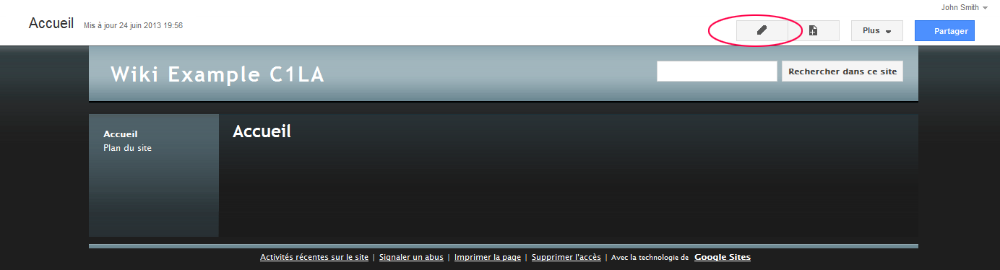 John Smith
Accueil Mis à jour 24 juin 2013 19:56 Plus Partager
Wiki Example C1LA Rechercher dans ce site
Accueil
Plan du site
Accueil
Activités récentes sur le site | Signaler un abus | Imprimer la page | Supprimer l'accès | Avec la technologie de Google Sites